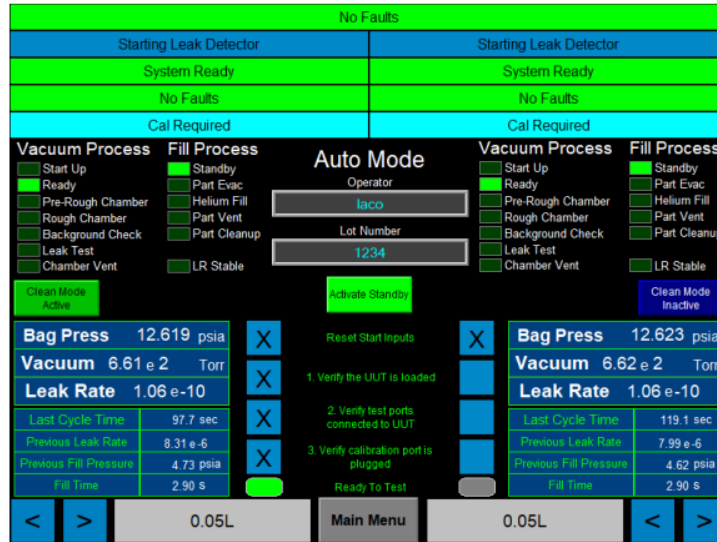 No Faults
Starting Leak Detector Starting Leak Detector
System Ready System Ready
No Faults No Faults
Cal Required Cal Required
Vacuum Process Fill Process Auto Mode Vacuum Process Fill Process
Start Up Standby Start Up Standby
Ready Part Evac Operator Ready Part Evac
Pre-Rough Chamber Helium Fill Iaco Pre-Rough Chamber Helium Fill
Rough Chamber Part Vent Rough Chamber Part Vent
Background Check Part Cleanup Lot Number Background Check Part Cleanup
Leak Test 1234 Leak Test
Chamber Vent LR Stable Chamber Vent LR Stable
Clean Mode Active Activate Standby Clean Mode Inactive
Bag Press 12.619 psia X Reset Start Inputs X Bag Press 12.623 psia
Vacuum 6.61 e 2 Torr X 1. Verify the UUT is loaded Vacuum 6.62 e 2 Torr
Leak Rate 1.06 e-10 Leak Rate 1.06 e-10
Last Cycle Time 97.7 sec X 2. Verify test ports connected to UUT Last Cycle Time 119.1 sec
Previous Leak Rate 8.31 e-6 Previous Leak Rate 7.99 e-6
Previous Fill Pressure 4.73 psia X 3. Verify calibration port is plugged Previous Fill Pressure 4.62 psia
Fill Time 2.90 s Ready To Test Fill Time 2.90 s
< > 0.05L Main Menu 0.05L < >